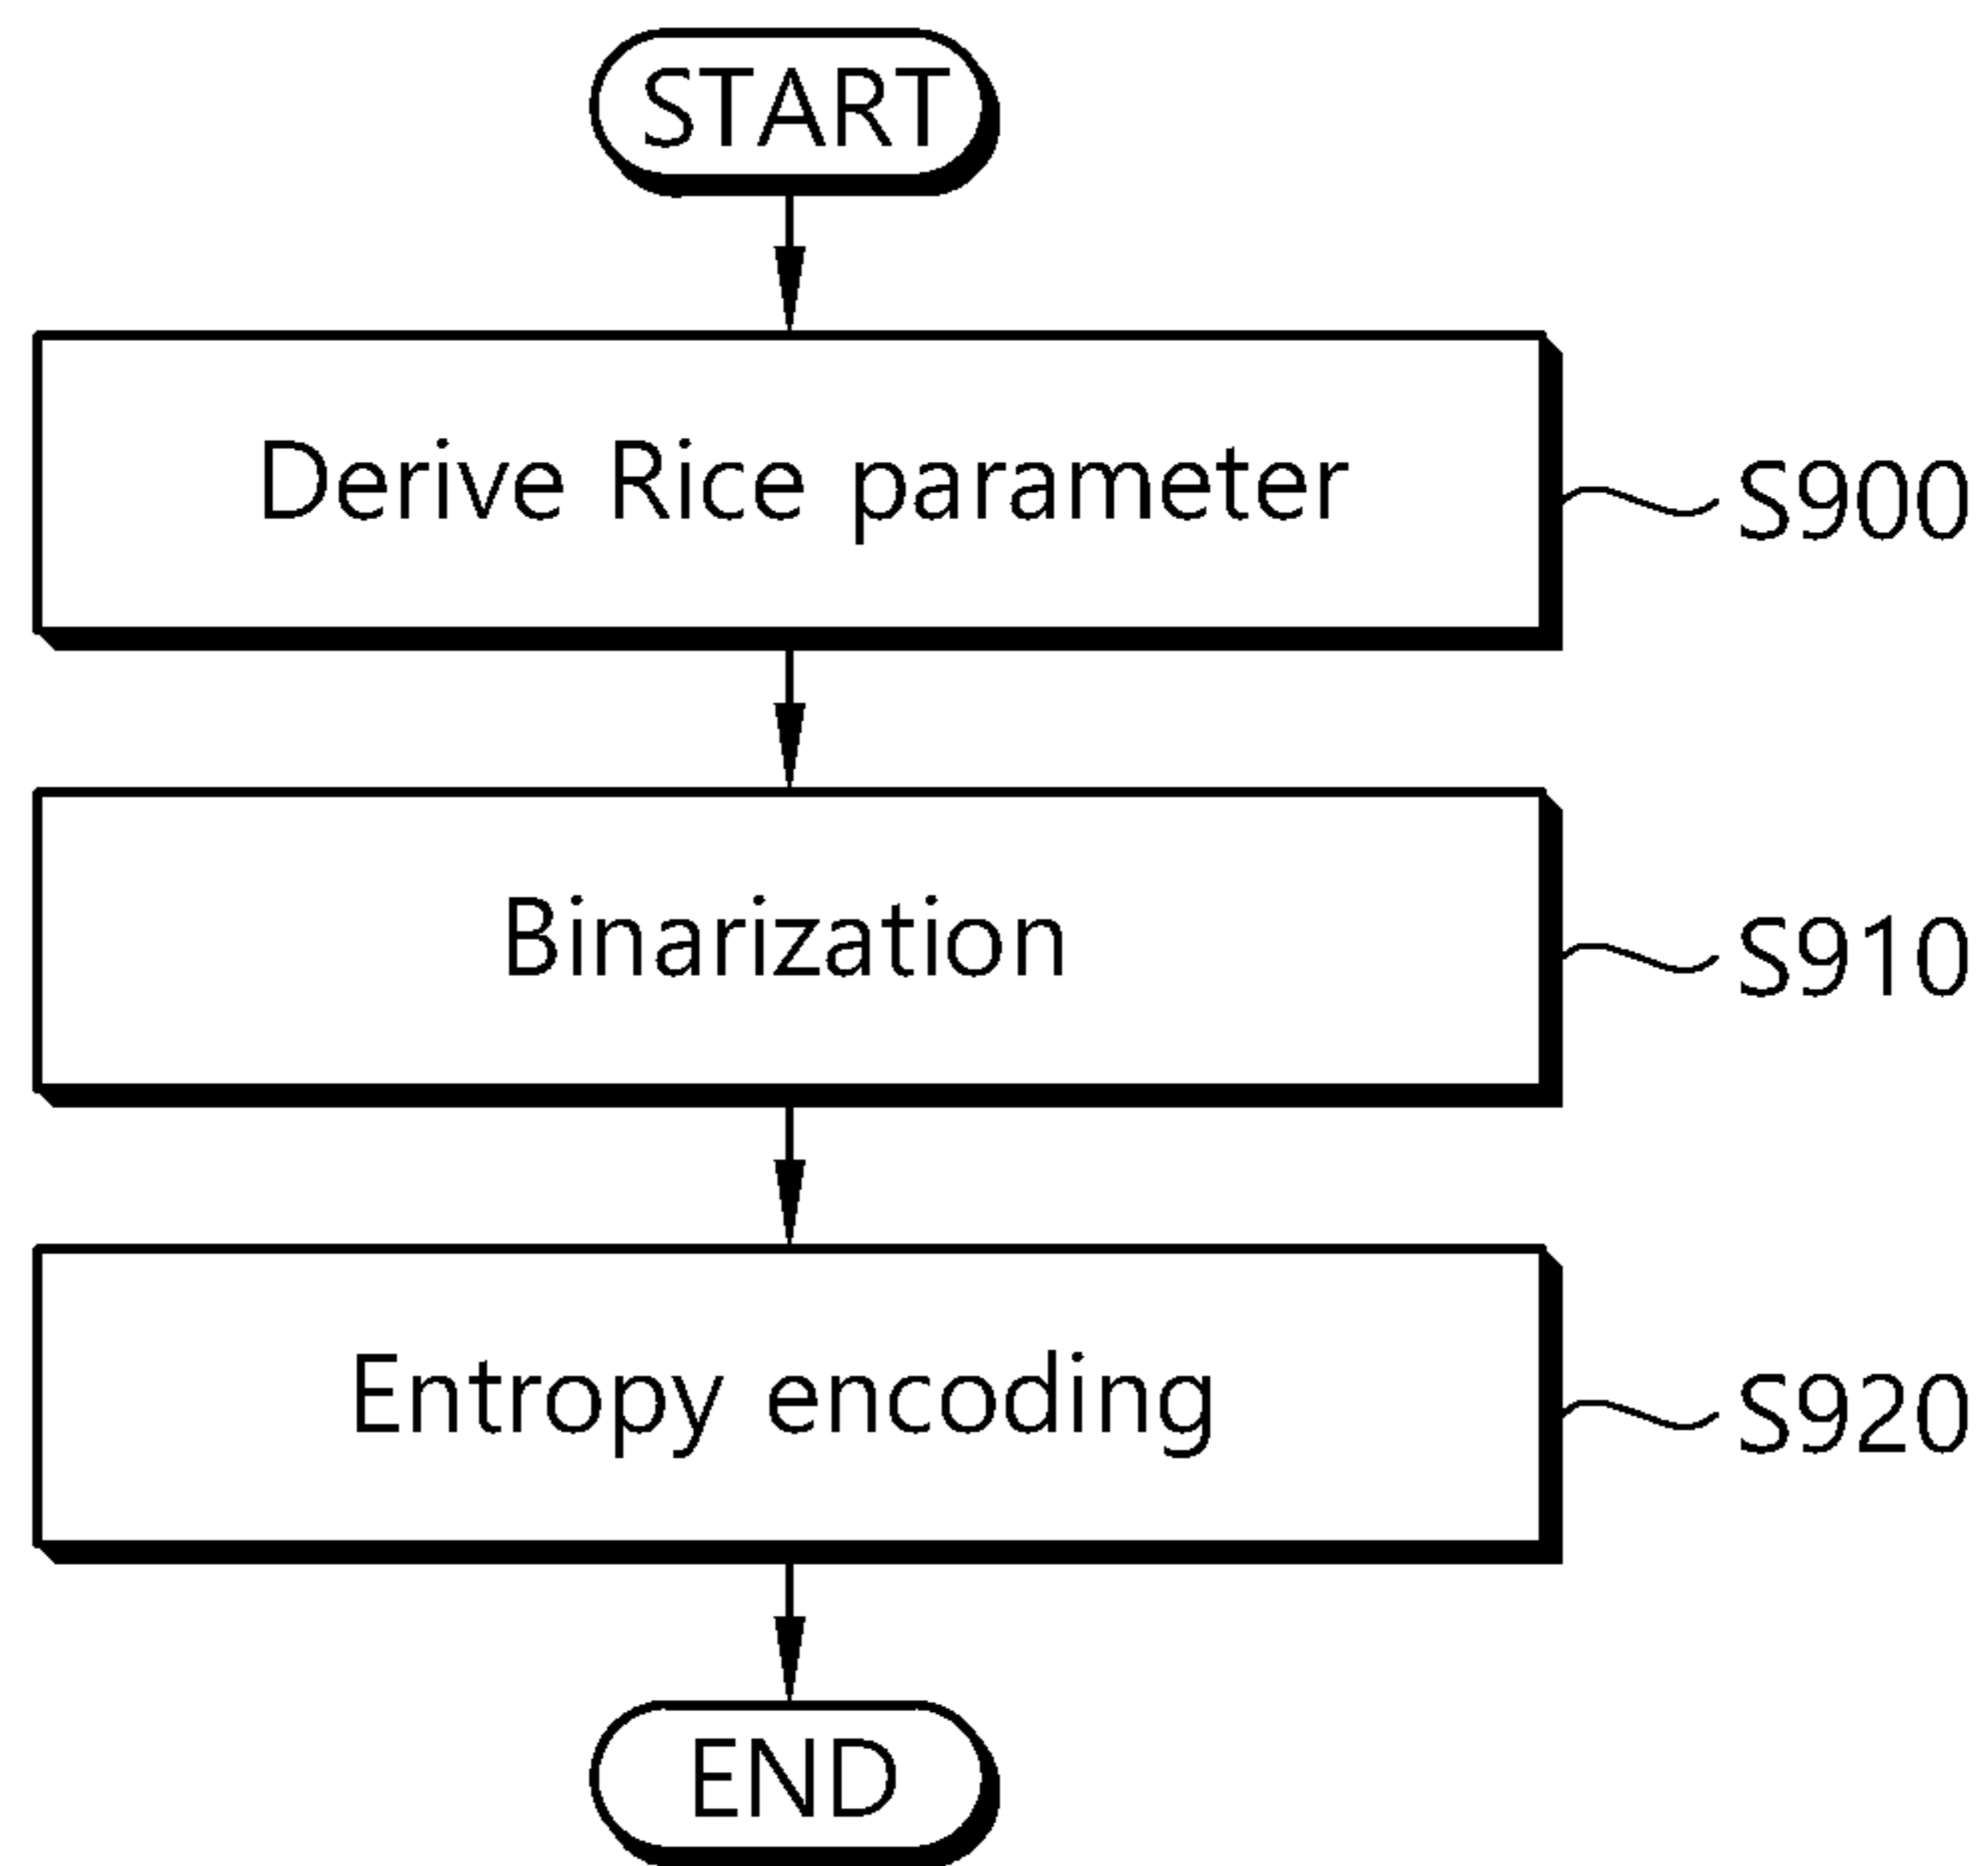 START
Derive Rice parameter
S900
Binarization
S910
Entropy encoding
S920
END